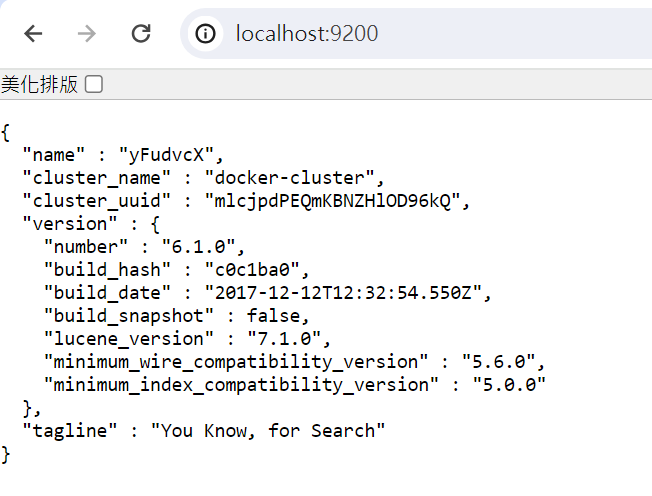 localhost:9200
美化排版
{
  "name" : "yFudvcX",
  "cluster_name" : "docker-cluster",
  "cluster_uuid" : "mlcjpdPEQmKBNZHlOD96kQ",
  "version" : {
    "number" : "6.1.0",
    "build_hash" : "c0c1ba0",
    "build_date" : "2017-12-12T12:32:54.550Z",
    "build_snapshot" : false,
    "lucene_version" : "7.1.0",
    "minimum_wire_compatibility_version" : "5.6.0",
    "minimum_index_compatibility_version" : "5.0.0"
  },
  "tagline" : "You Know, for Search"
}